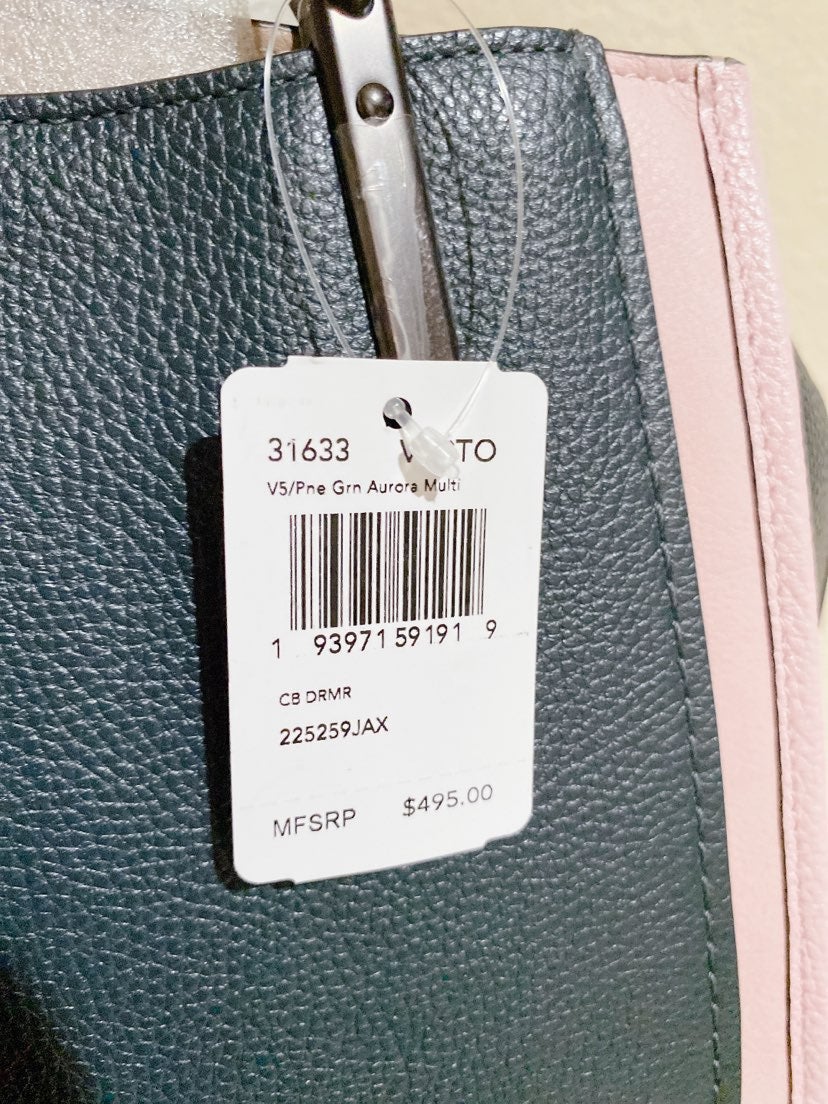 31633
V5/Pne Grn Aurora Multi
1 93971 59191 9
CB DRMR
225259JAX
MFSRP $495.00